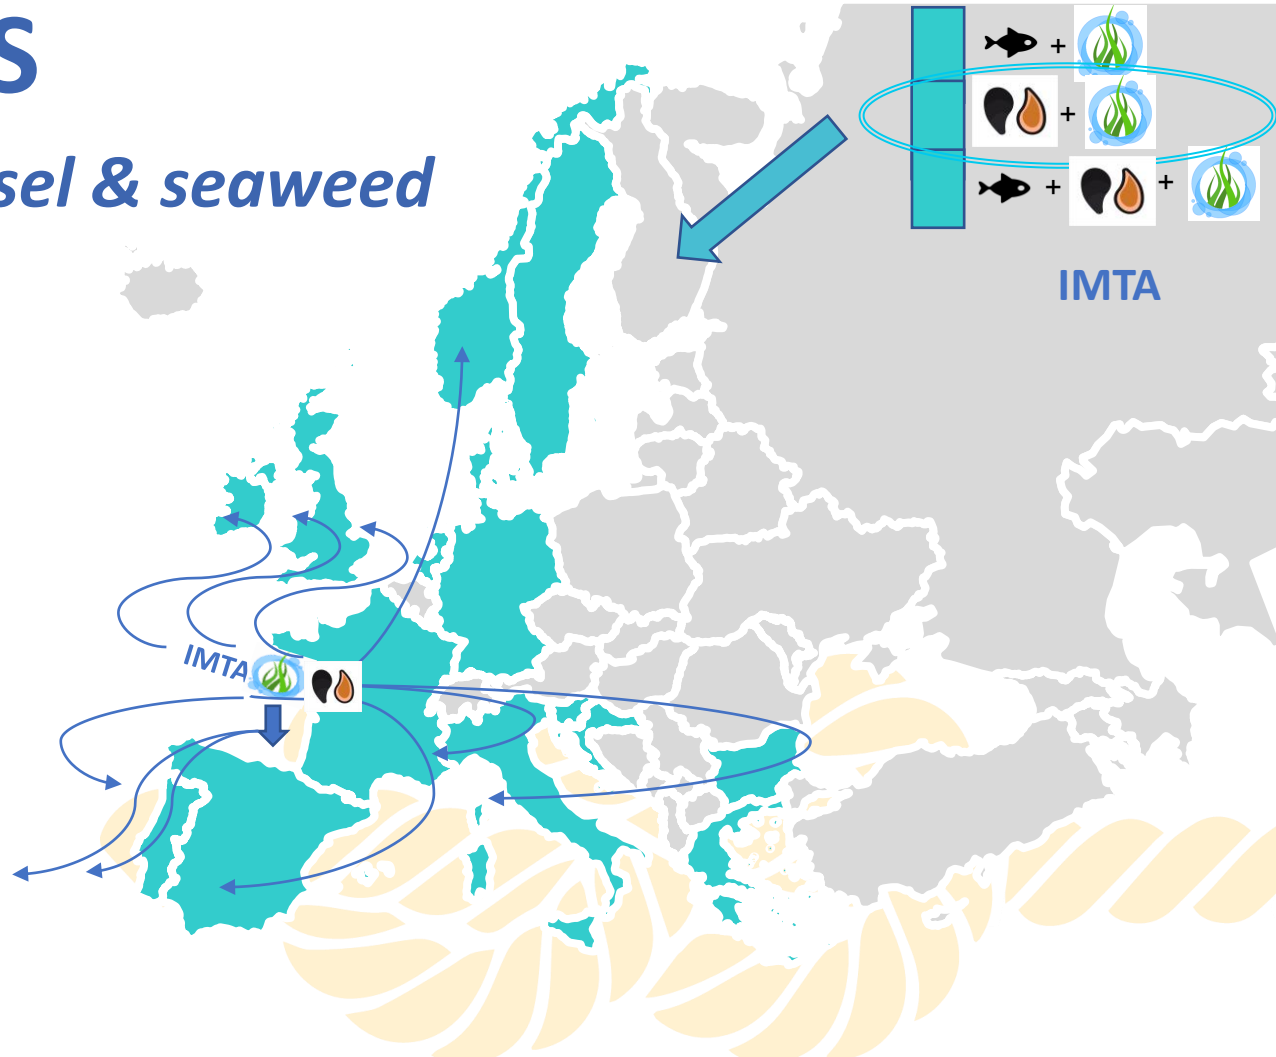 S
sel & seaweed
+
+
+ +
IMTA
IMTA